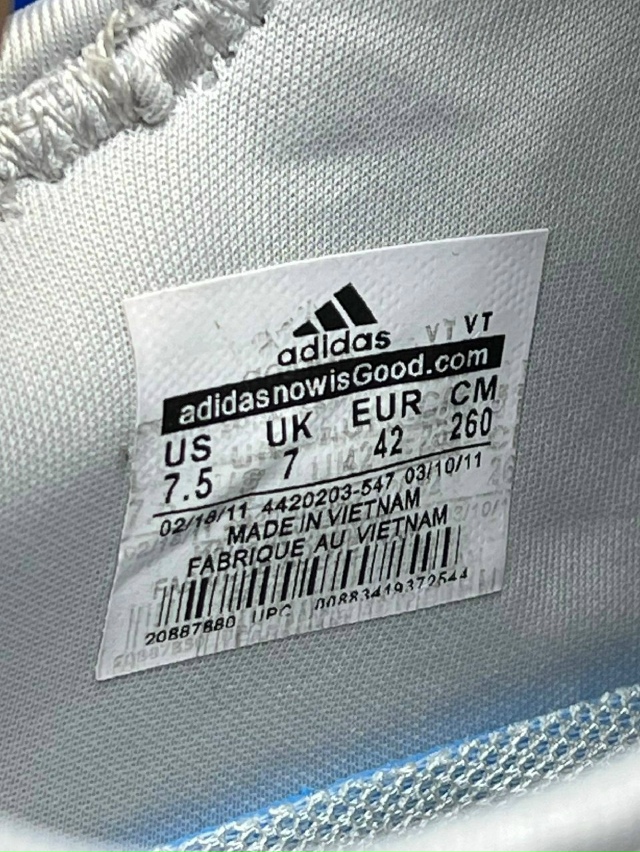 adidas
VT VT
adidasnowisGood.com
US UK EUR CM
7.5 7 42 260
02/18/11 4420203-547 03/10/11
MADE IN VIETNAM
FABRIQUE AU VIETNAM
20887880 UPC 00883419372544